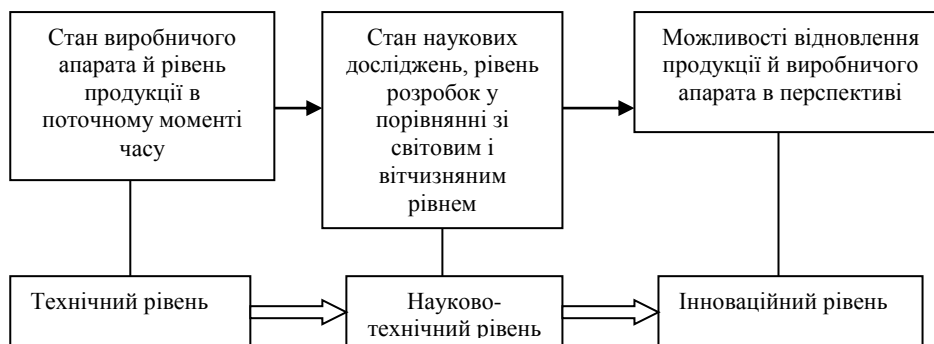 Стан виробничого
апарата й рівень
продукції в
поточному моменті
часу
Стан наукових
досліджень, рівень
розробок у
порівнянні зі
світовим і
вітчизняним
рівнем
Можливості відновлення
продукції й виробничого
апарата в перспективі
Технічний рівень
Науково-
технічний рівень
Інноваційний рівень